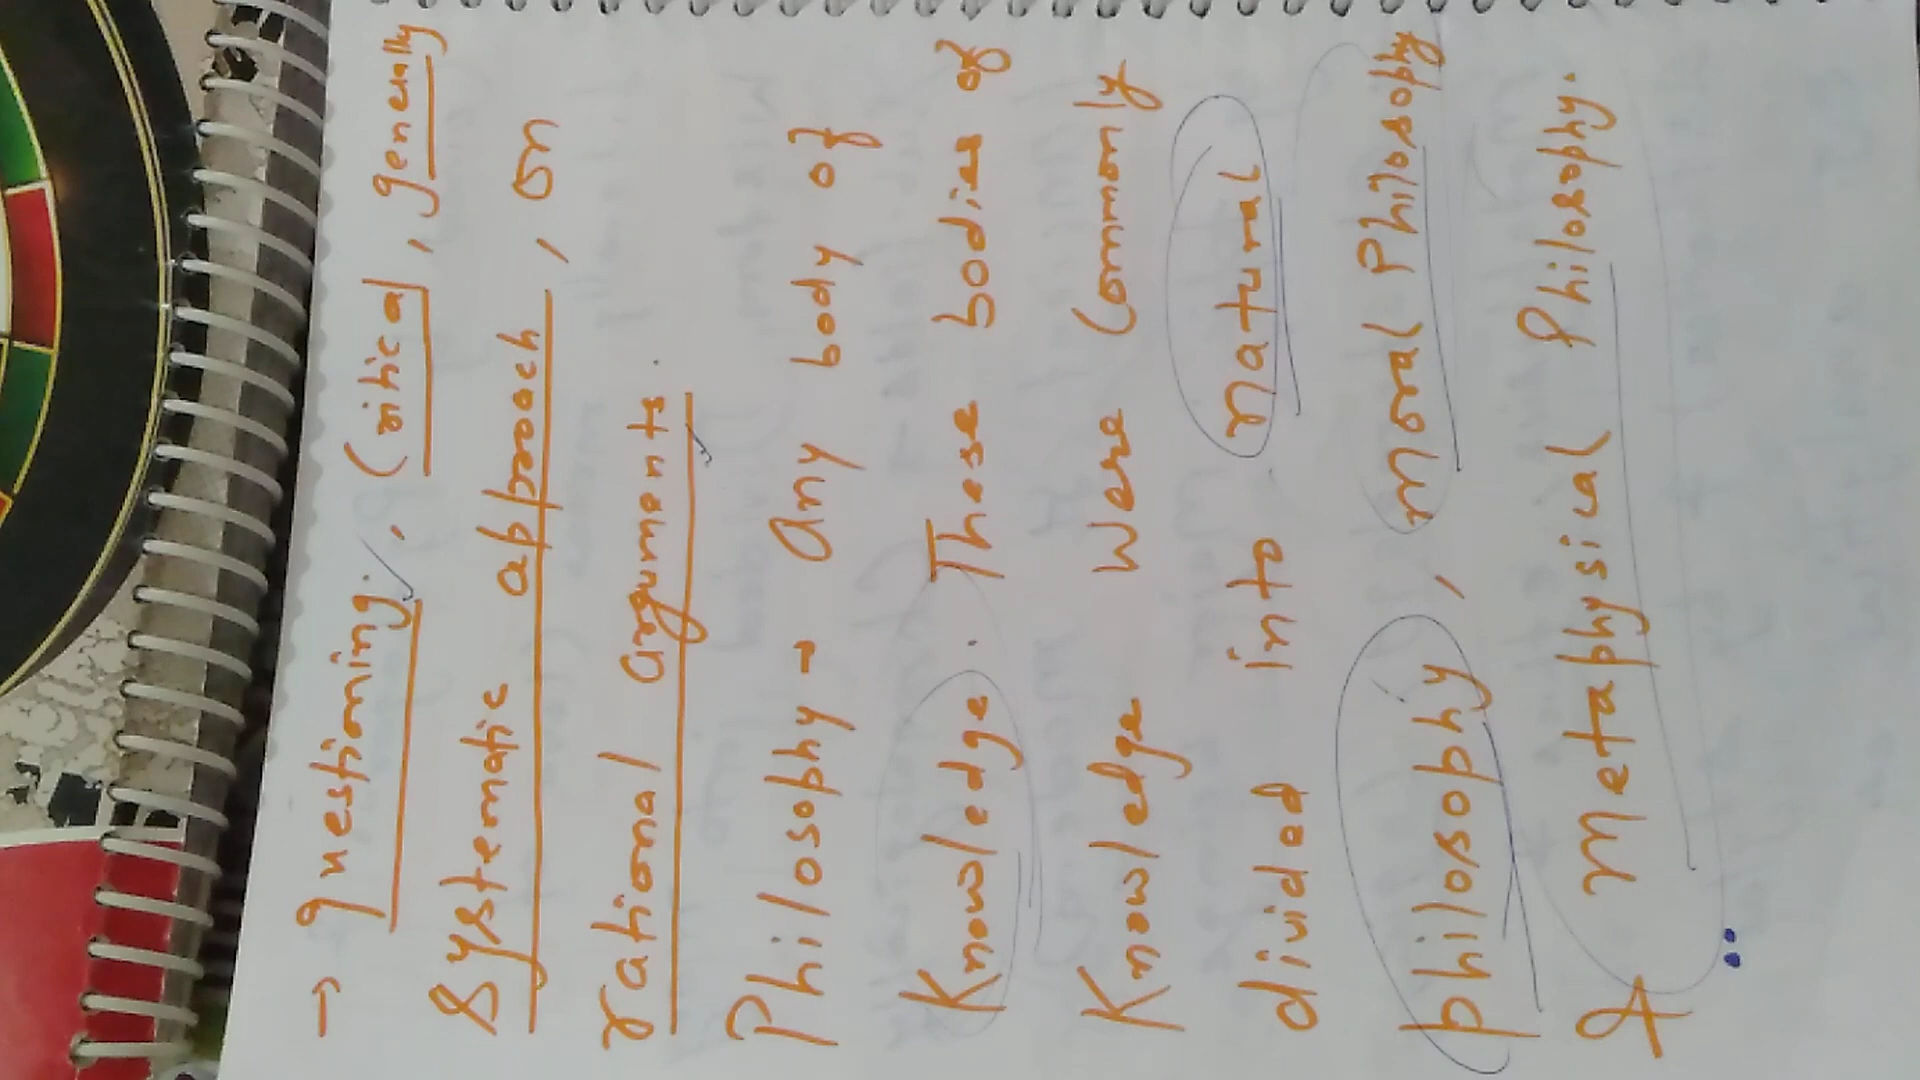 → questioning., Critical, generally
Systematic approach, on
rational arguments.
Philosophy → Any body of
Knowledge. These bodies of
Knowledge were Commonly
divided into natural
philosophy, moral Philosophy
& Metaphysical Philosophy.